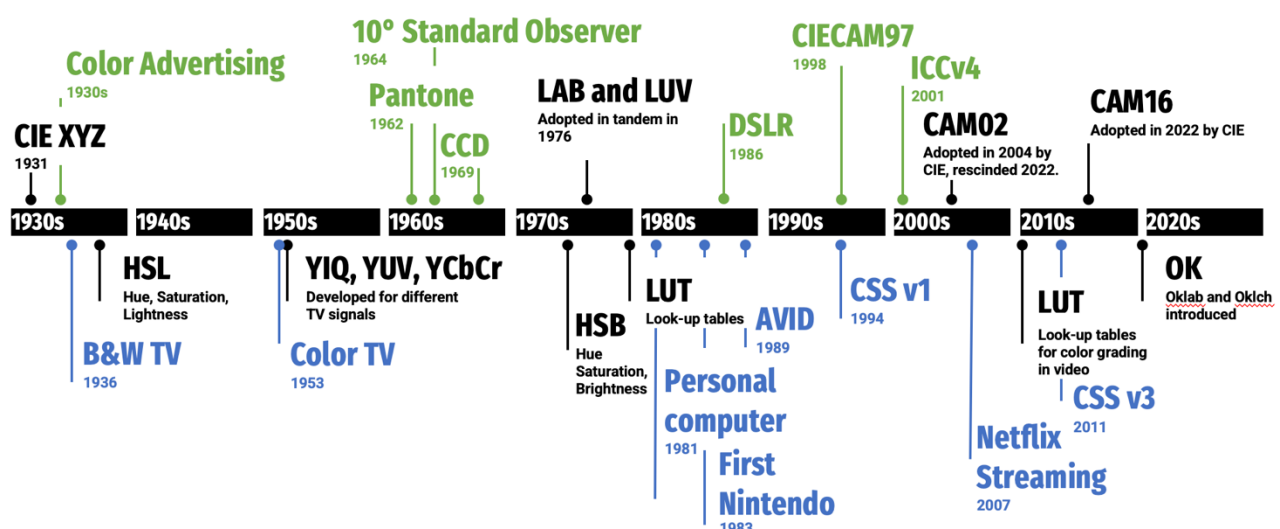 10º Standard Observer
1964
Color Advertising
1930s
Pantone
1962
CIE XYZ
1931
CCD
1969
LAB and LUV
Adopted in tandem in
1976
DSLR
1986
CIECAM97
1998
ICCv4
2001
CAM02
Adopted in 2004 by
CIE, rescinded 2022.
CAM16
Adopted in 2022 by CIE
1930s
1940s
1950s
1960s
1970s
1980s
1990s
2000s
2010s
2020s
HSL
Hue, Saturation,
Lightness
B&W TV
1936
YIQ, YUV, YCbCr
Developed for different
TV signals
Color TV
1953
HSB
Hue
Saturation,
Brightness
LUT
Look-up tables
AVID
1989
Personal
computer
1981
First
Nintendo
1983
CSS v1
1994
Netflix
Streaming
2007
LUT
Look-up tables
for color grading
in video
CSS v3
2011
OK
Oklab and Oklch
introduced